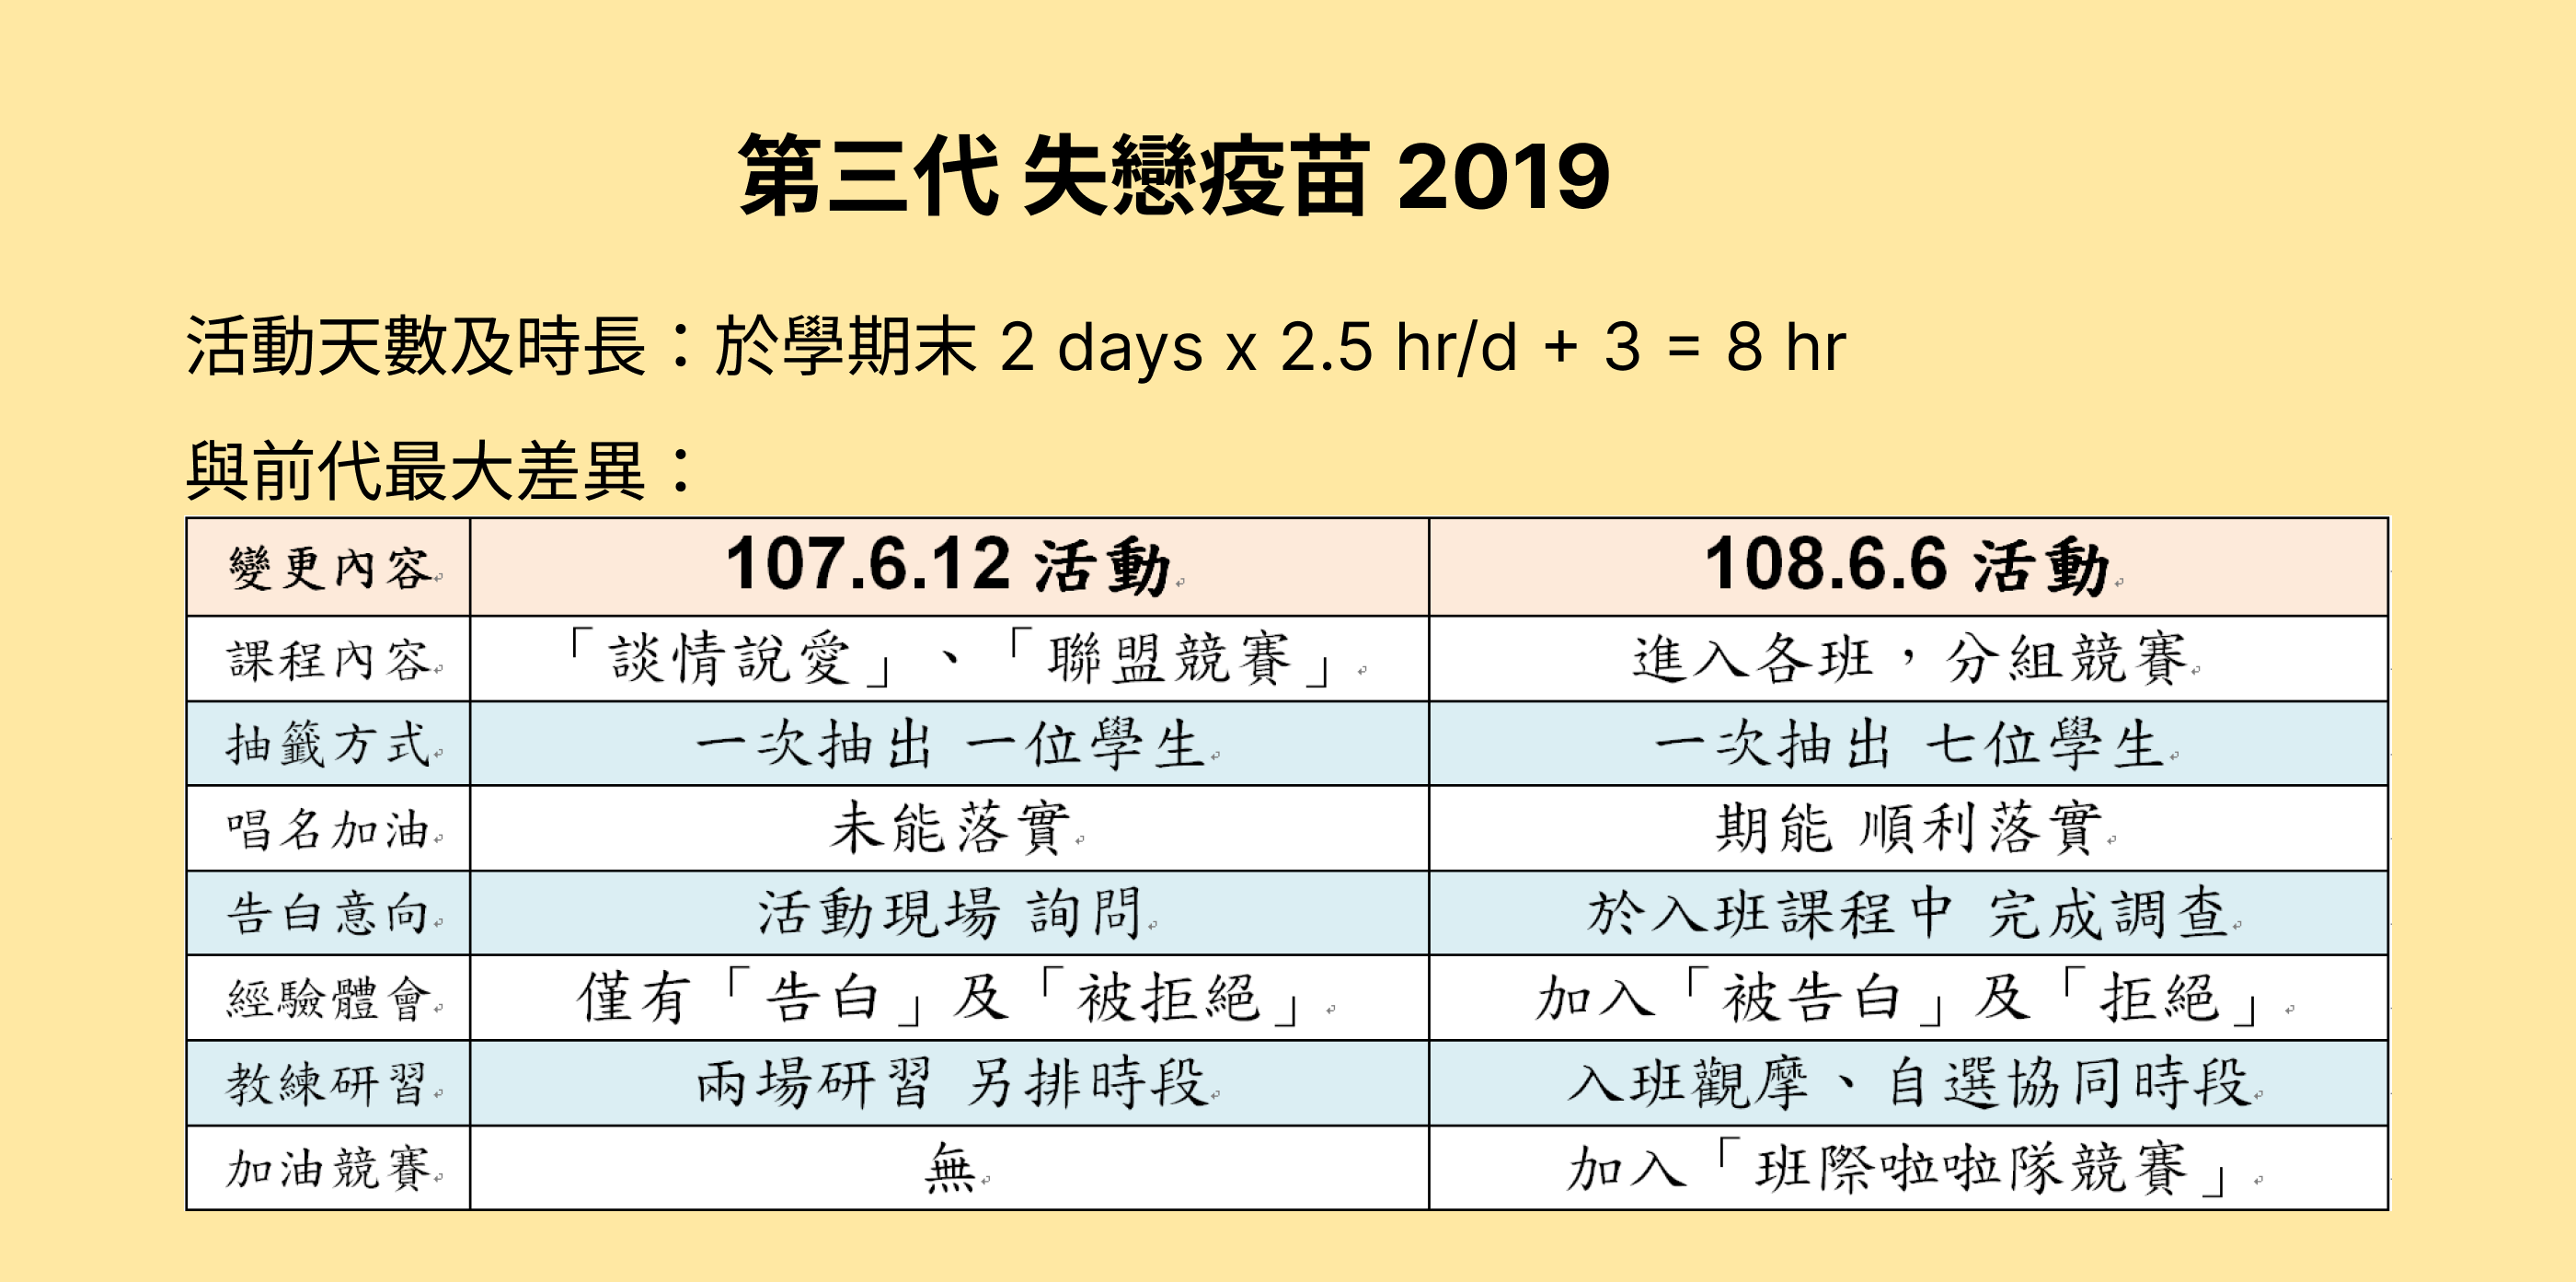 第三代 失戀疫苗 2019
活動天數及時長：於學期末 2 days x 2.5 hr/d + 3 = 8 hr
與前代最大差異：
變更內容 107.6.12 活動 108.6.6 活動
課程內容 「談情說愛」、「聯盟競賽」 進入各班，分組競賽
抽籤方式 一次抽出 一位學生 一次抽出 七位學生
唱名加油 未能落實 期能 順利落實
告白意向 活動現場 詢問 於入班課程中 完成調查
經驗體會 僅有「告白」及「被拒絕」 加入「被告白」及「拒絕」
教練研習 兩場研習 另排時段 入班觀摩、自選協同時段
加油競賽 無 加入「班際啦啦隊競賽」